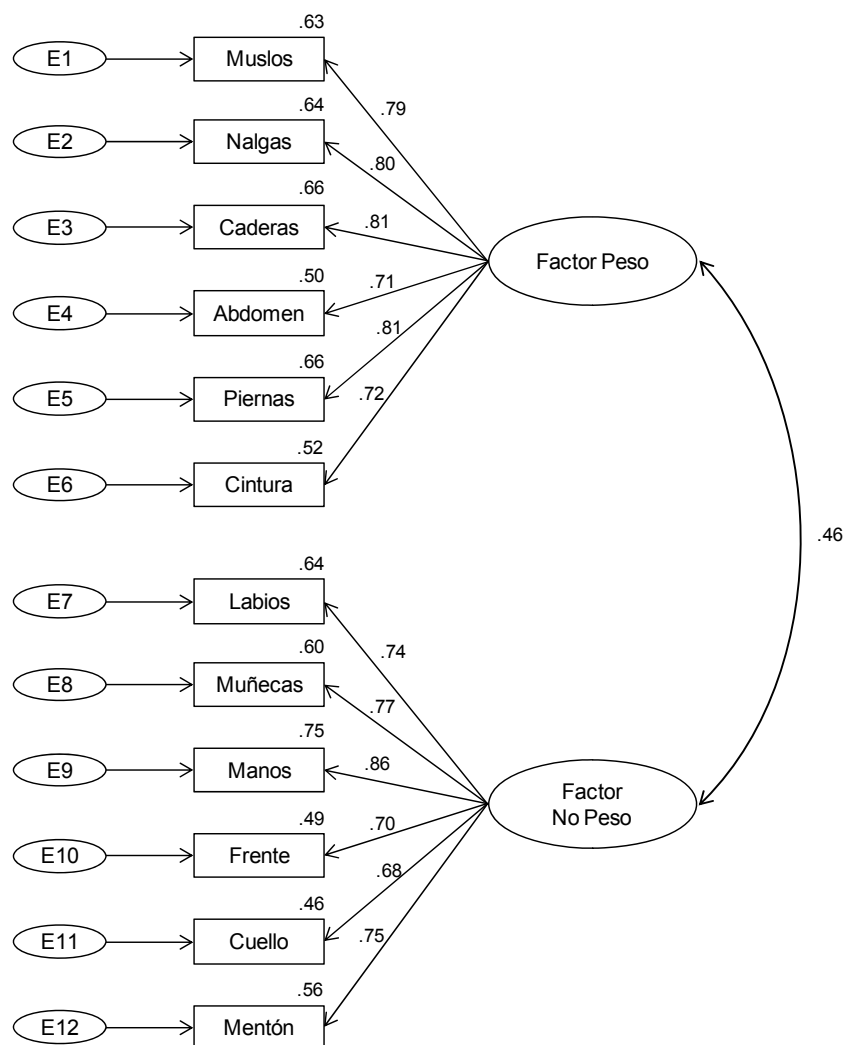 .63
E1
Muslos
.79
.64
E2
Nalgas
.80
.66
E3
Caderas
.81
Factor Peso
.50
E4
Abdomen
.71
.66
E5
Piernas
.81
.52
E6
Cintura
.72
.46
.64
E7
Labios
.74
.60
E8
Muñecas
.77
.75
E9
Manos
.86
Factor
No Peso
.49
E10
Frente
.70
.46
E11
Cuello
.68
.56
E12
Mentón
.75